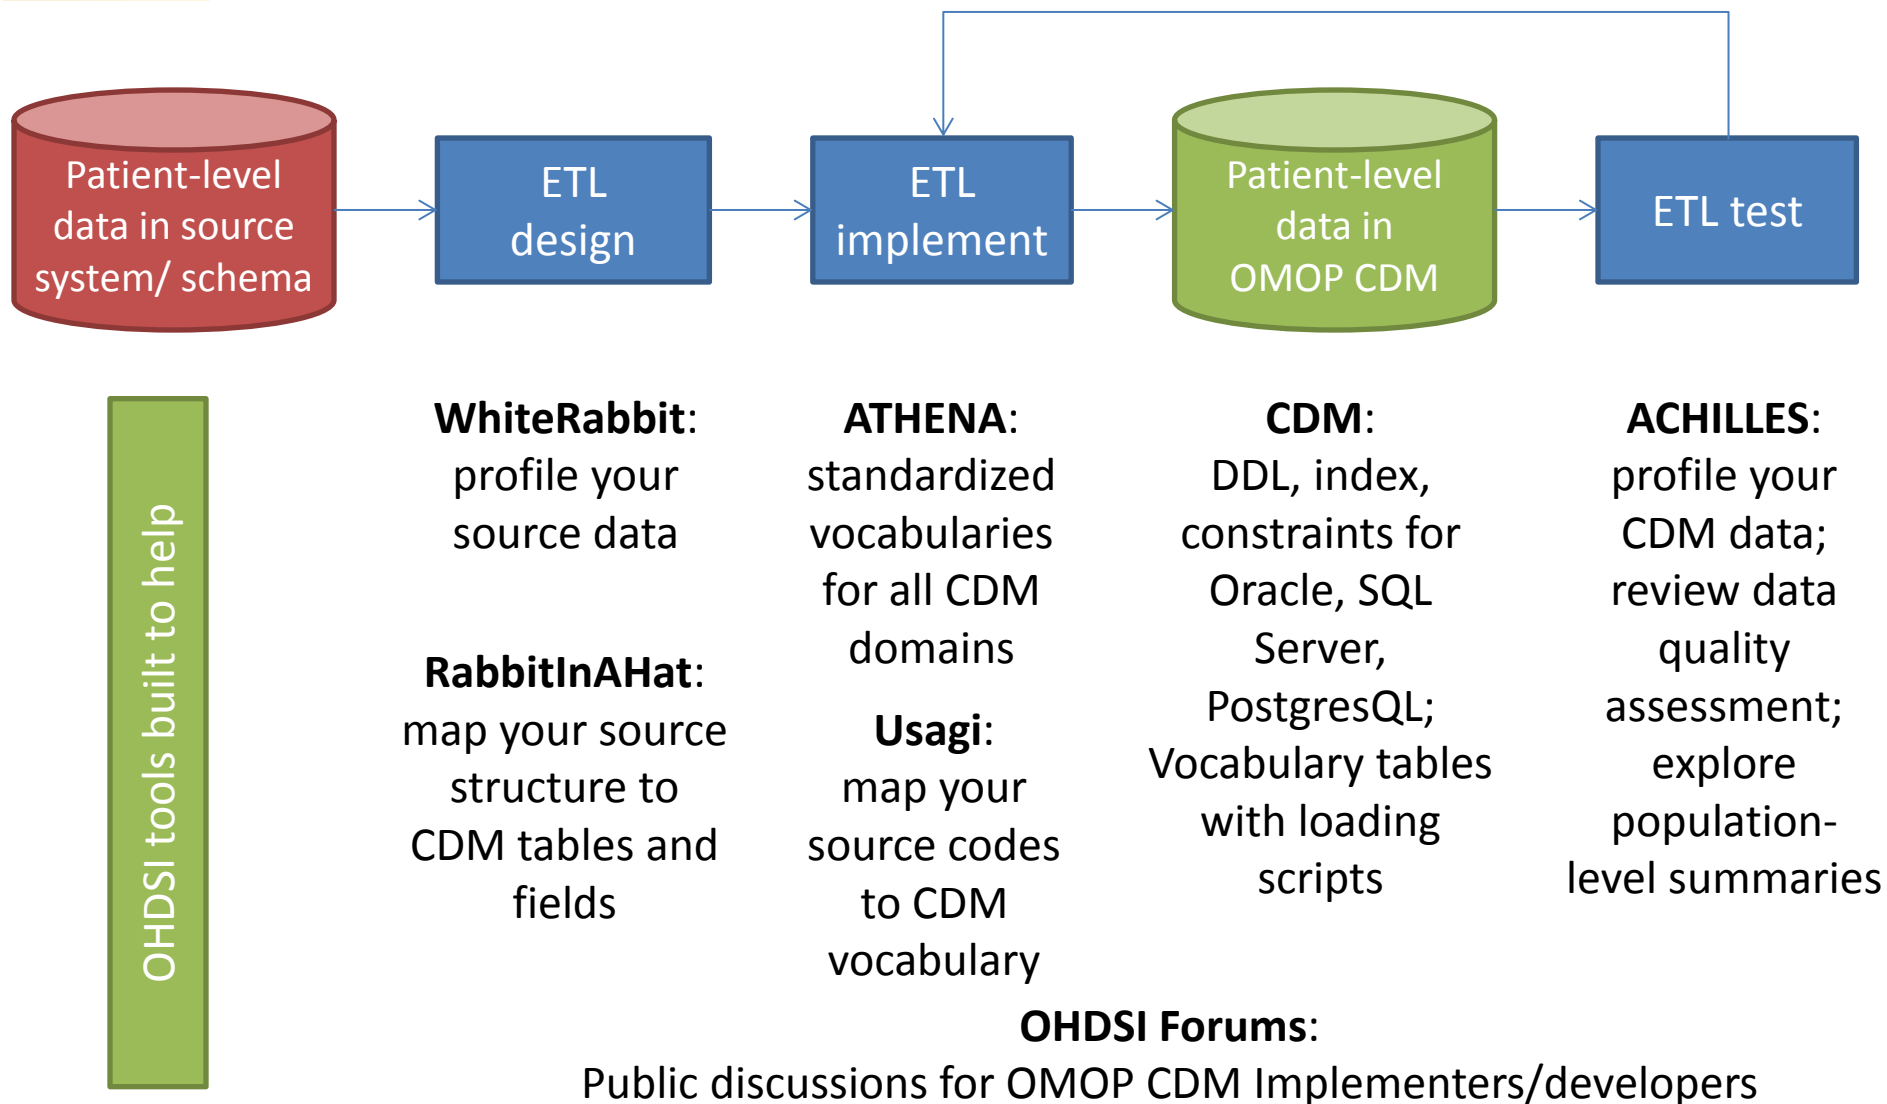 Patient-level
data in source
system/ schema
ETL
design
ETL
implement
Patient-level
data in
OMOP CDM
ETL test
OHDSI tools built to help
WhiteRabbit:
profile your
source data
RabbitInAHat:
map your source
structure to
CDM tables and
fields
ATHENA:
standardized
vocabularies
for all CDM
domains
Usagi:
map your
source codes
to CDM
vocabulary
CDM:
DDL, index,
constraints for
Oracle, SQL
Server,
PostgresQL;
Vocabulary tables
with loading
scripts
ACHILLES:
profile your
CDM data;
review data
quality
assessment;
explore
population-
level summaries
OHDSI Forums:
Public discussions for OMOP CDM Implementers/developers